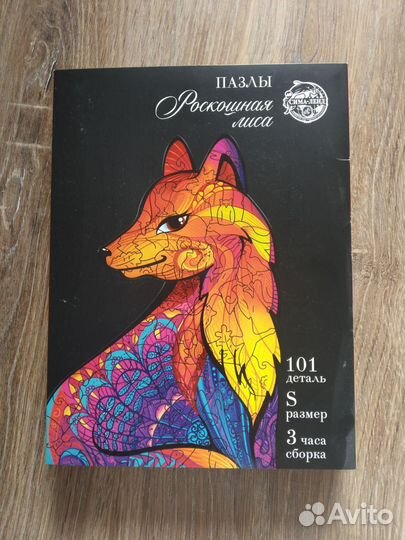 ПАЗЛЫ
Роскошная
лиса
СИМА-ЛЕНД
101
деталь
S
размер
3 часа
сборка
Avito